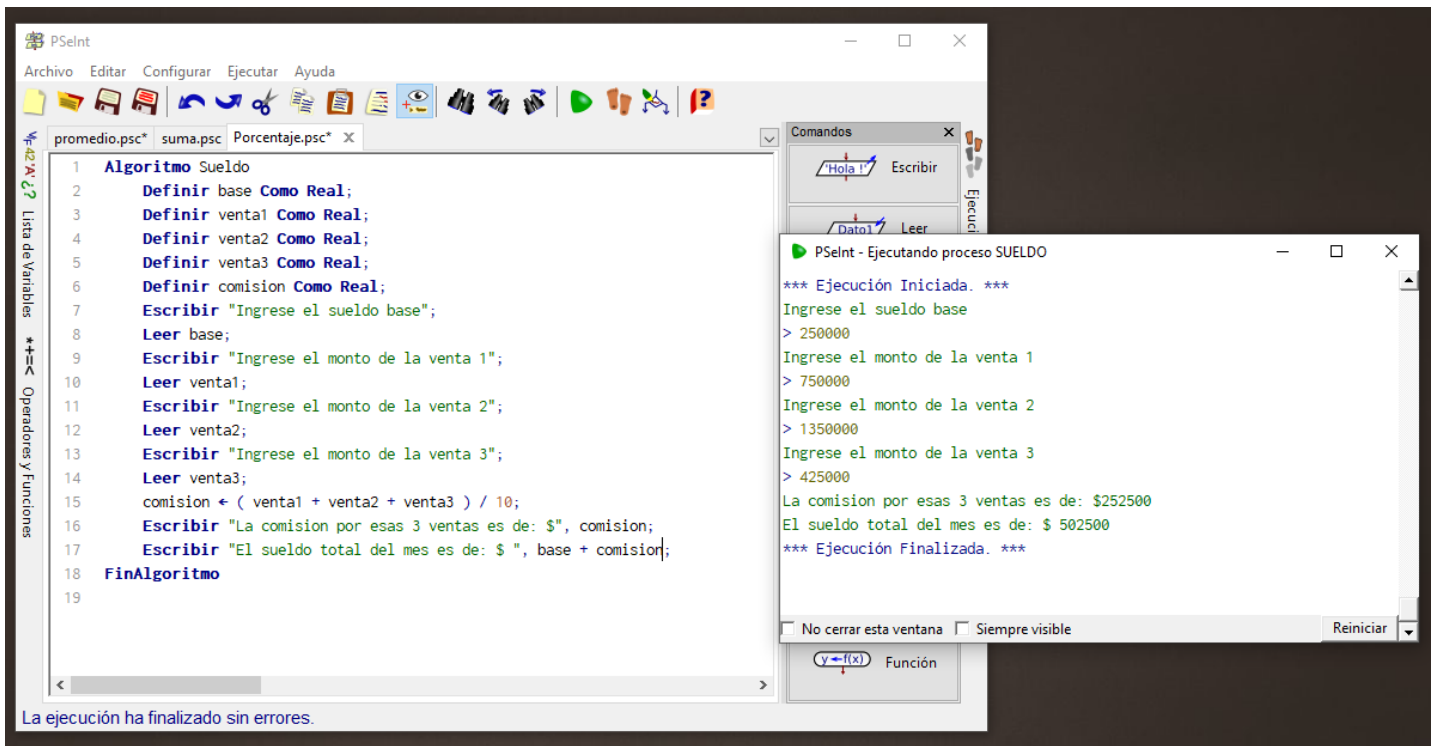 PSeInt
Archivo Editar Configurar Ejecutar Ayuda
promedio.psc* suma.psc Porcentaje.psc* X
42 'A' ¿? Lista de Variables
*+=< Operadores y Funciones
1 Algoritmo Sueldo
2 Definir base Como Real;
3 Definir venta1 Como Real;
4 Definir venta2 Como Real;
5 Definir venta3 Como Real;
6 Definir comision Como Real;
7 Escribir "Ingrese el sueldo base";
8 Leer base;
9 Escribir "Ingrese el monto de la venta 1";
10 Leer venta1;
11 Escribir "Ingrese el monto de la venta 2";
12 Leer venta2;
13 Escribir "Ingrese el monto de la venta 3";
14 Leer venta3;
15 comision ← ( venta1 + venta2 + venta3 ) / 10;
16 Escribir "La comision por esas 3 ventas es de: $", comision;
17 Escribir "El sueldo total del mes es de: $ ", base + comision;
18 FinAlgoritmo
19
Comandos
'Hola !' Escribir
Dato1 Leer
y←f(x) Función
Ejecuci
PSeInt - Ejecutando proceso SUELDO
*** Ejecución Iniciada. ***
Ingrese el sueldo base
> 250000
Ingrese el monto de la venta 1
> 750000
Ingrese el monto de la venta 2
> 1350000
Ingrese el monto de la venta 3
> 425000
La comision por esas 3 ventas es de: $252500
El sueldo total del mes es de: $ 502500
*** Ejecución Finalizada. ***
No cerrar esta ventana Siempre visible Reiniciar
La ejecución ha finalizado sin errores.